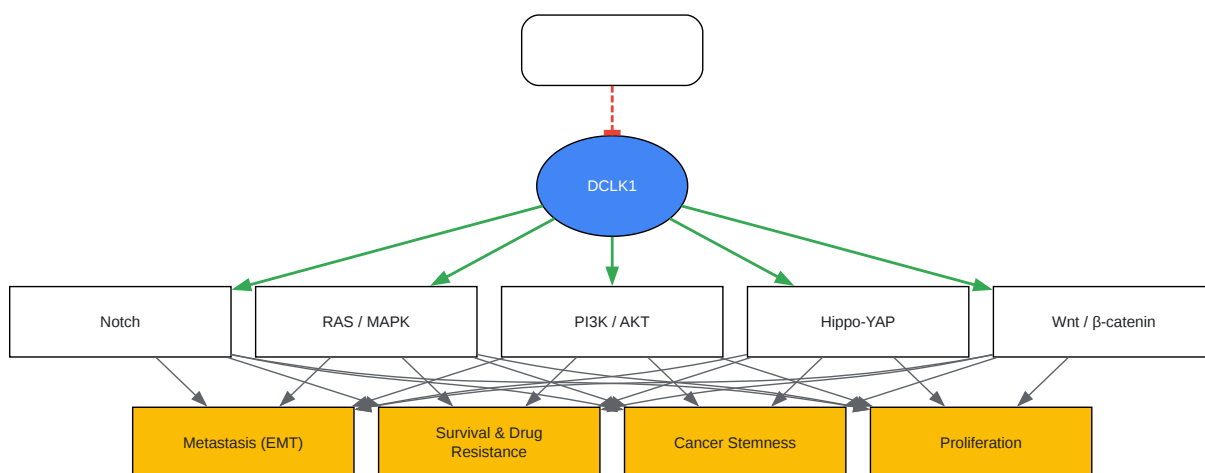 DCLK1
Notch
RAS / MAPK
PI3K / AKT
Hippo-YAP
Wnt / β-catenin
Metastasis (EMT)
Survival & Drug
Resistance
Cancer Stemness
Proliferation